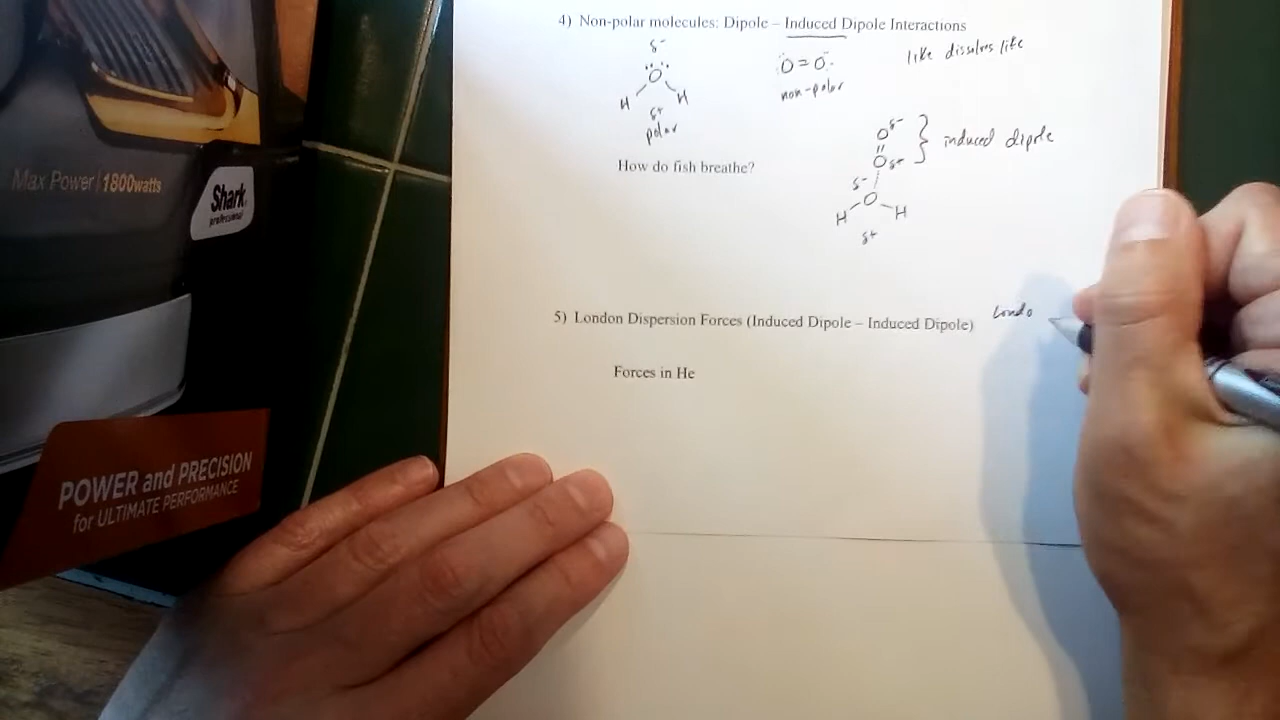 4) Non-polar molecules: Dipole – Induced Dipole Interactions
δ-
O
H H
δ+
polar
O = O
non-polar
like dissolves like
How do fish breathe?
O δ-
O δ+
} induced dipole
δ-
O
H H
δ+
5) London Dispersion Forces (Induced Dipole – Induced Dipole)
Londo
Forces in He
Max Power | 1800watts
Shark
professional
POWER and PRECISION
for ULTIMATE PERFORMANCE